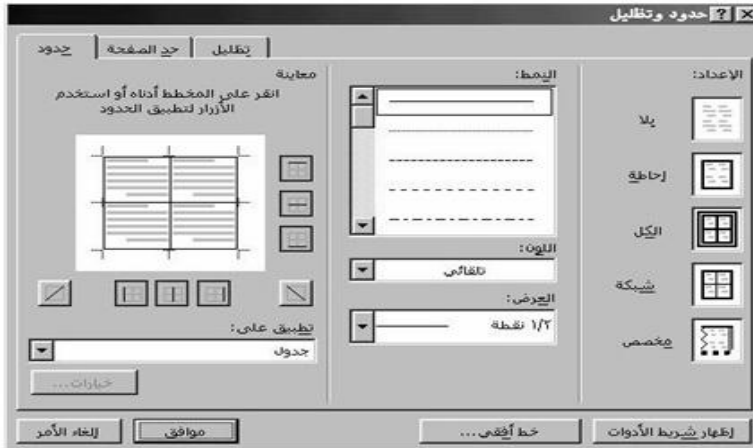 حدود وتظليل
حدود
حد الصفحة
تظليل
الإعداد:
بلا
إحاطة
الكل
شبكة
مخصص
النمط:
اللون:
تلقائي
العرض:
١/٢ نقطة
معاينة
انقر على المخطط أدناه أو استخدم
الأزرار لتطبيق الحدود
تطبيق على:
جدول
خيارات...
إظهار شريط الأدوات
خط أفقي...
موافق
إلغاء الأمر